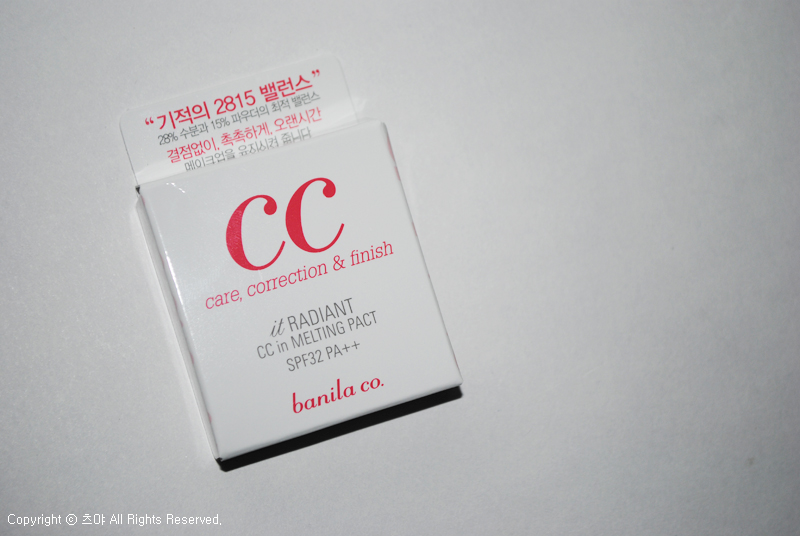 “기적의 2815 밸런스”
28% 수분과 15% 파우더의 최적 밸런스
결점없이, 촉촉하게, 오랜시간
메이크업을 유지시켜 줍니다
CC
care, correction & finish
it RADIANT
CC in MELTING PACT
SPF32 PA++
banila co.
Copyright ⓒ 츠야 All Rights Reserved.